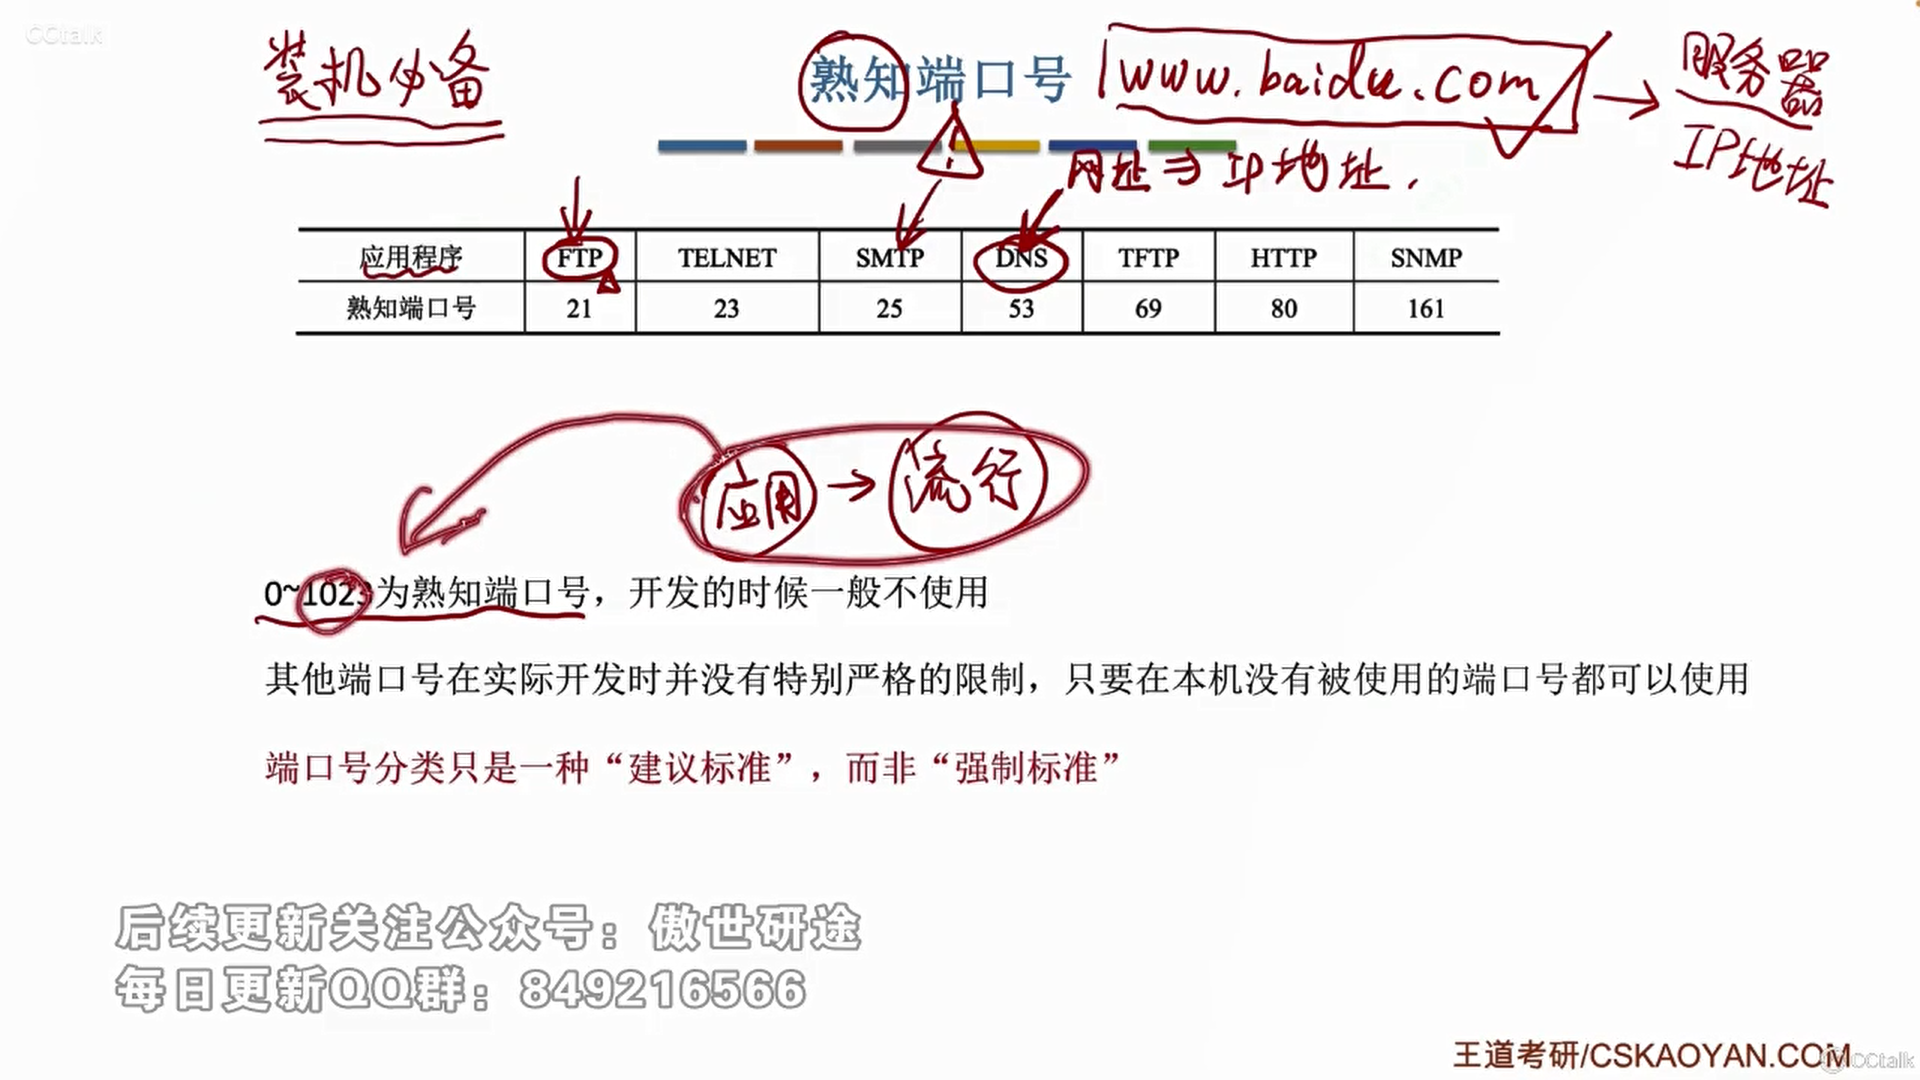 CCtalk
装机必备
熟知端口号
www.baidu.com
服务器
IP地址
网址⇒IP地址.
应用程序 FTP TELNET SMTP DNS TFTP HTTP SNMP
熟知端口号 21 23 25 53 69 80 161
应用→流行
0~1023为熟知端口号，开发的时候一般不使用
其他端口号在实际开发时并没有特别严格的限制，只要在本机没有被使用的端口号都可以使用
端口号分类只是一种“建议标准”，而非“强制标准”
后续更新关注公众号：傲世研途
每日更新QQ群：849216566
王道考研/CSKAOYAN.COM
CCtalk